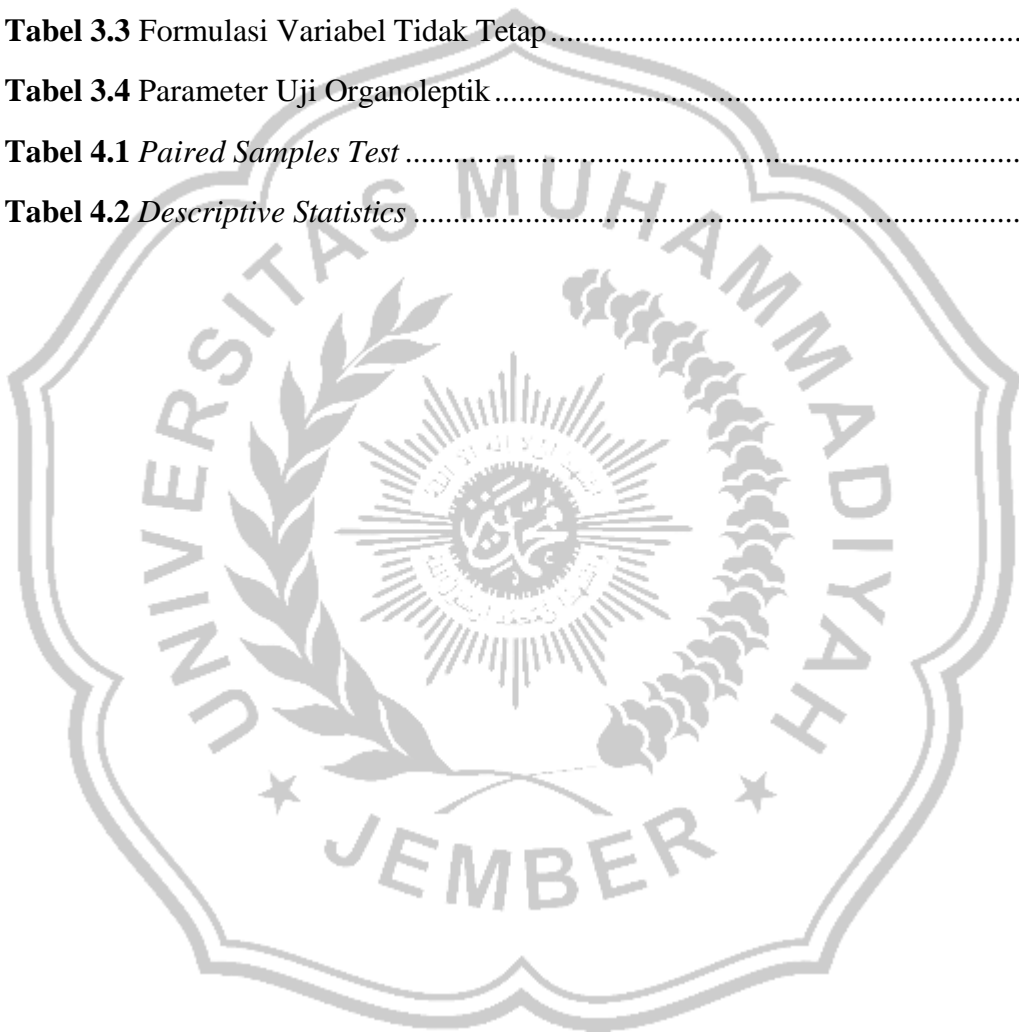 Tabel 3.3 Formulasi Variabel Tidak Tetap............................................................
Tabel 3.4 Parameter Uji Organoleptik...................................................................
Tabel 4.1 Paired Samples Test ..............................................................................
Tabel 4.2 Descriptive Statistics .............................................................................
UNIVERSITAS MUHAMMADIYAH
JEMBER